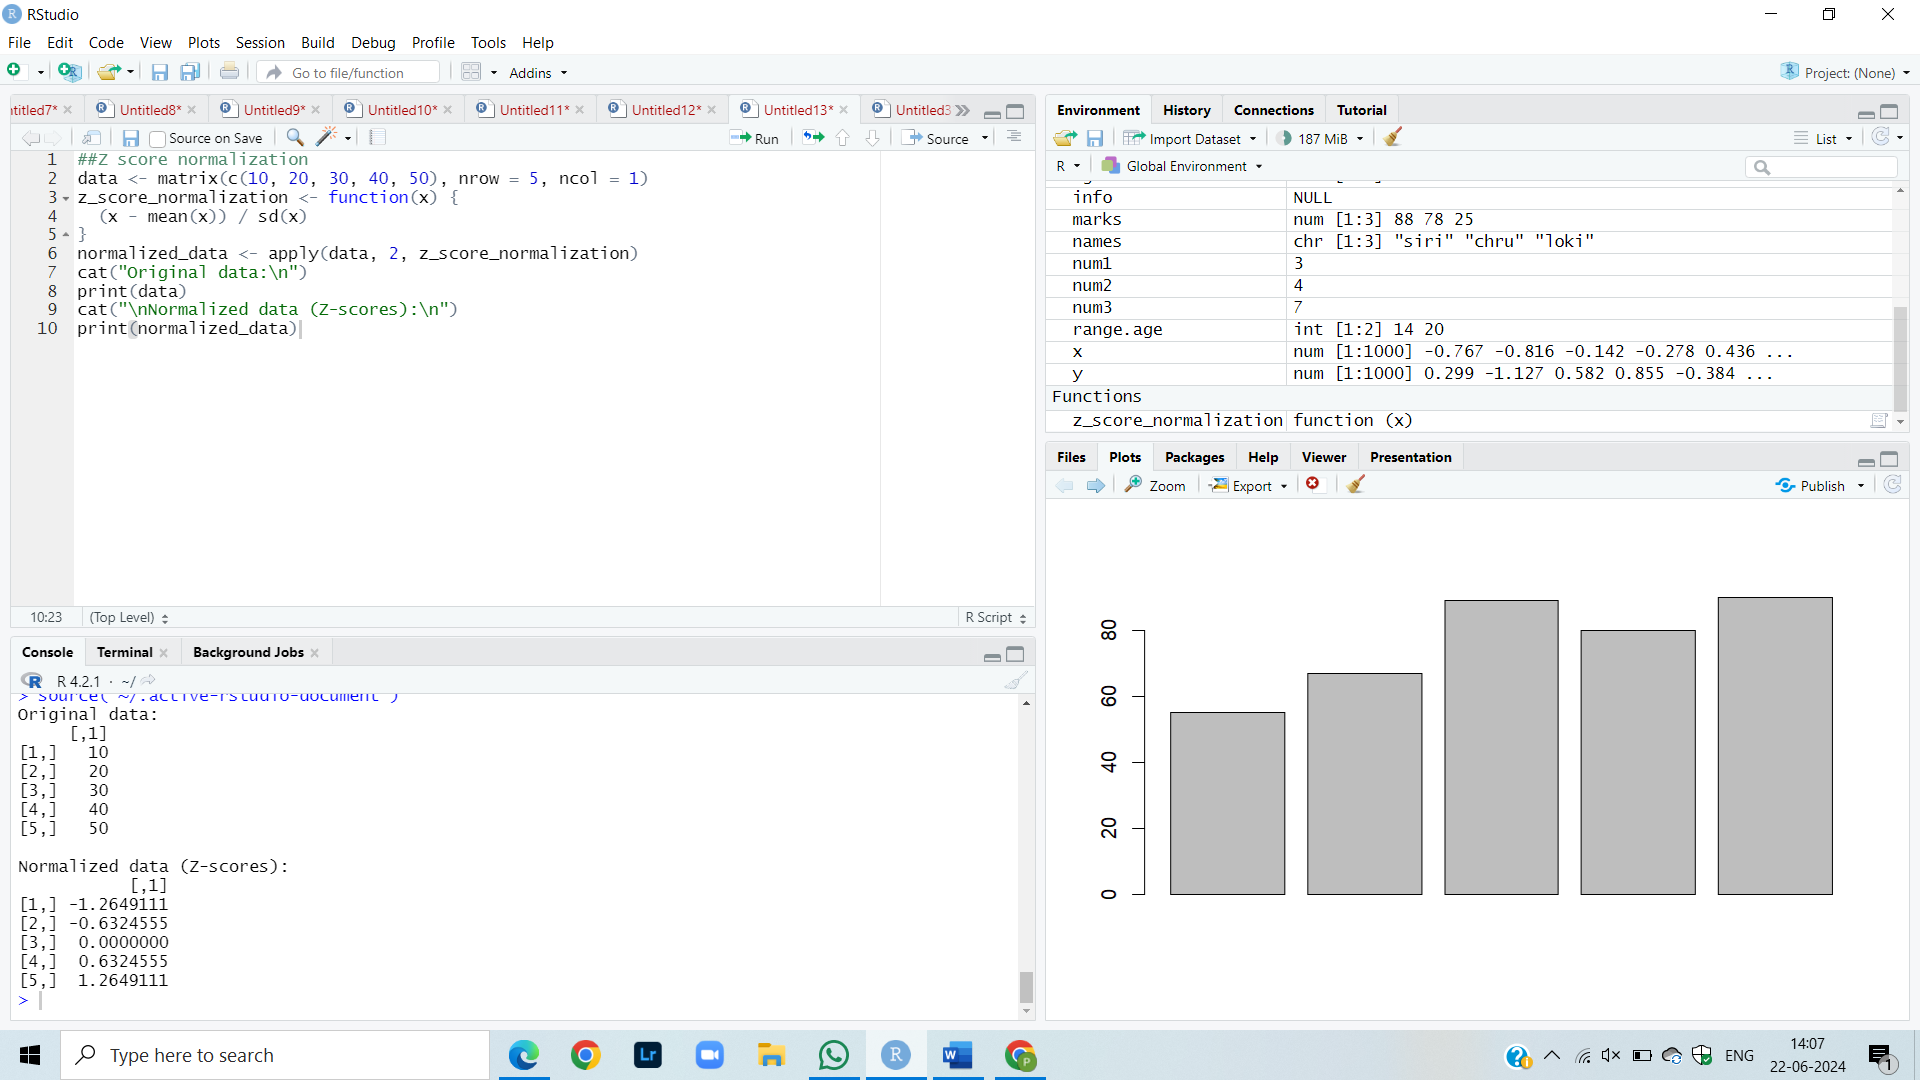 RStudio
File Edit Code View Plots Session Build Debug Profile Tools Help
Go to file/function Addins Project: (None)
ntitled7* Untitled8* Untitled9* Untitled10* Untitled11* Untitled12* Untitled13* Untitled3
Source on Save Run Source
1 ##Z score normalization
2 data <- matrix(c(10, 20, 30, 40, 50), nrow = 5, ncol = 1)
3 z_score_normalization <- function(x) {
4 (x - mean(x)) / sd(x)
5 }
6 normalized_data <- apply(data, 2, z_score_normalization)
7 cat("Original data:\n")
8 print(data)
9 cat("\nNormalized data (Z-scores):\n")
10 print(normalized_data)
10:23 (Top Level) R Script
Console Terminal Background Jobs
R 4.2.1 · ~/
> source("~/.active-rstudio-document")
Original data:
[,1]
[1,] 10
[2,] 20
[3,] 30
[4,] 40
[5,] 50
Normalized data (Z-scores):
[,1]
[1,] -1.2649111
[2,] -0.6324555
[3,] 0.0000000
[4,] 0.6324555
[5,] 1.2649111
>
Environment History Connections Tutorial
Import Dataset 187 MiB List
R Global Environment
info NULL
marks num [1:3] 88 78 25
names chr [1:3] "siri" "chru" "loki"
num1 3
num2 4
num3 7
range.age int [1:2] 14 20
x num [1:1000] -0.767 -0.816 -0.142 -0.278 0.436 ...
y num [1:1000] 0.299 -1.127 0.582 0.855 -0.384 ...
Functions
z_score_normalization function (x)
Files Plots Packages Help Viewer Presentation
Zoom Export Publish
80
60
40
20
0
Type here to search
Lr
R
W
P
ENG
14:07
22-06-2024
1